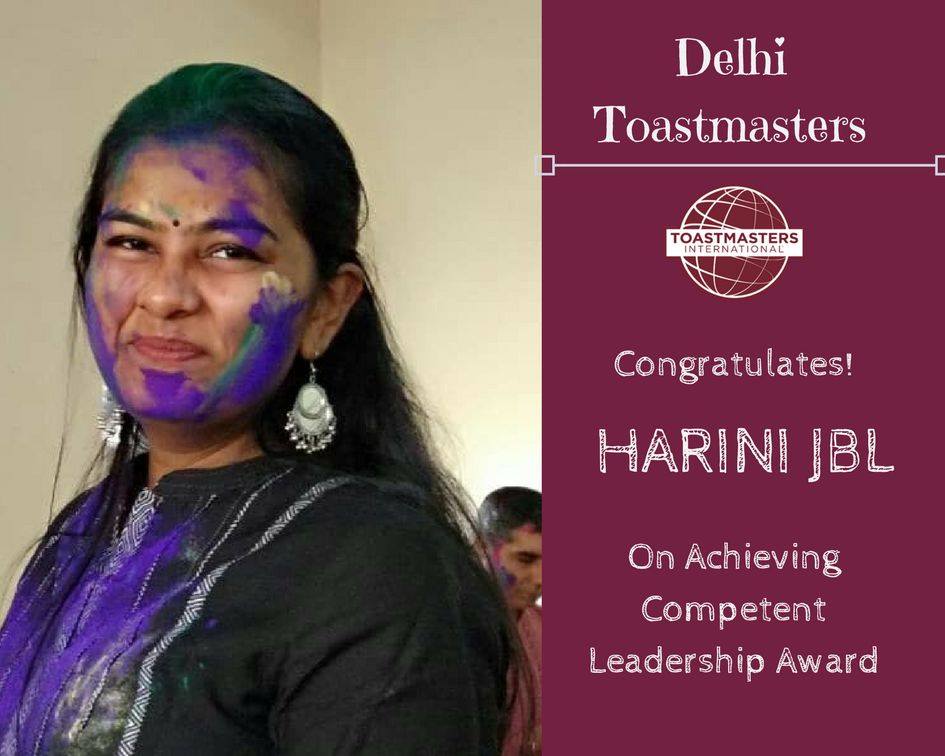 Delhi
Toastmasters
TOASTMASTERS
INTERNATIONAL
Congratulates!
HARINI JBL
On Achieving
Competent
Leadership Award